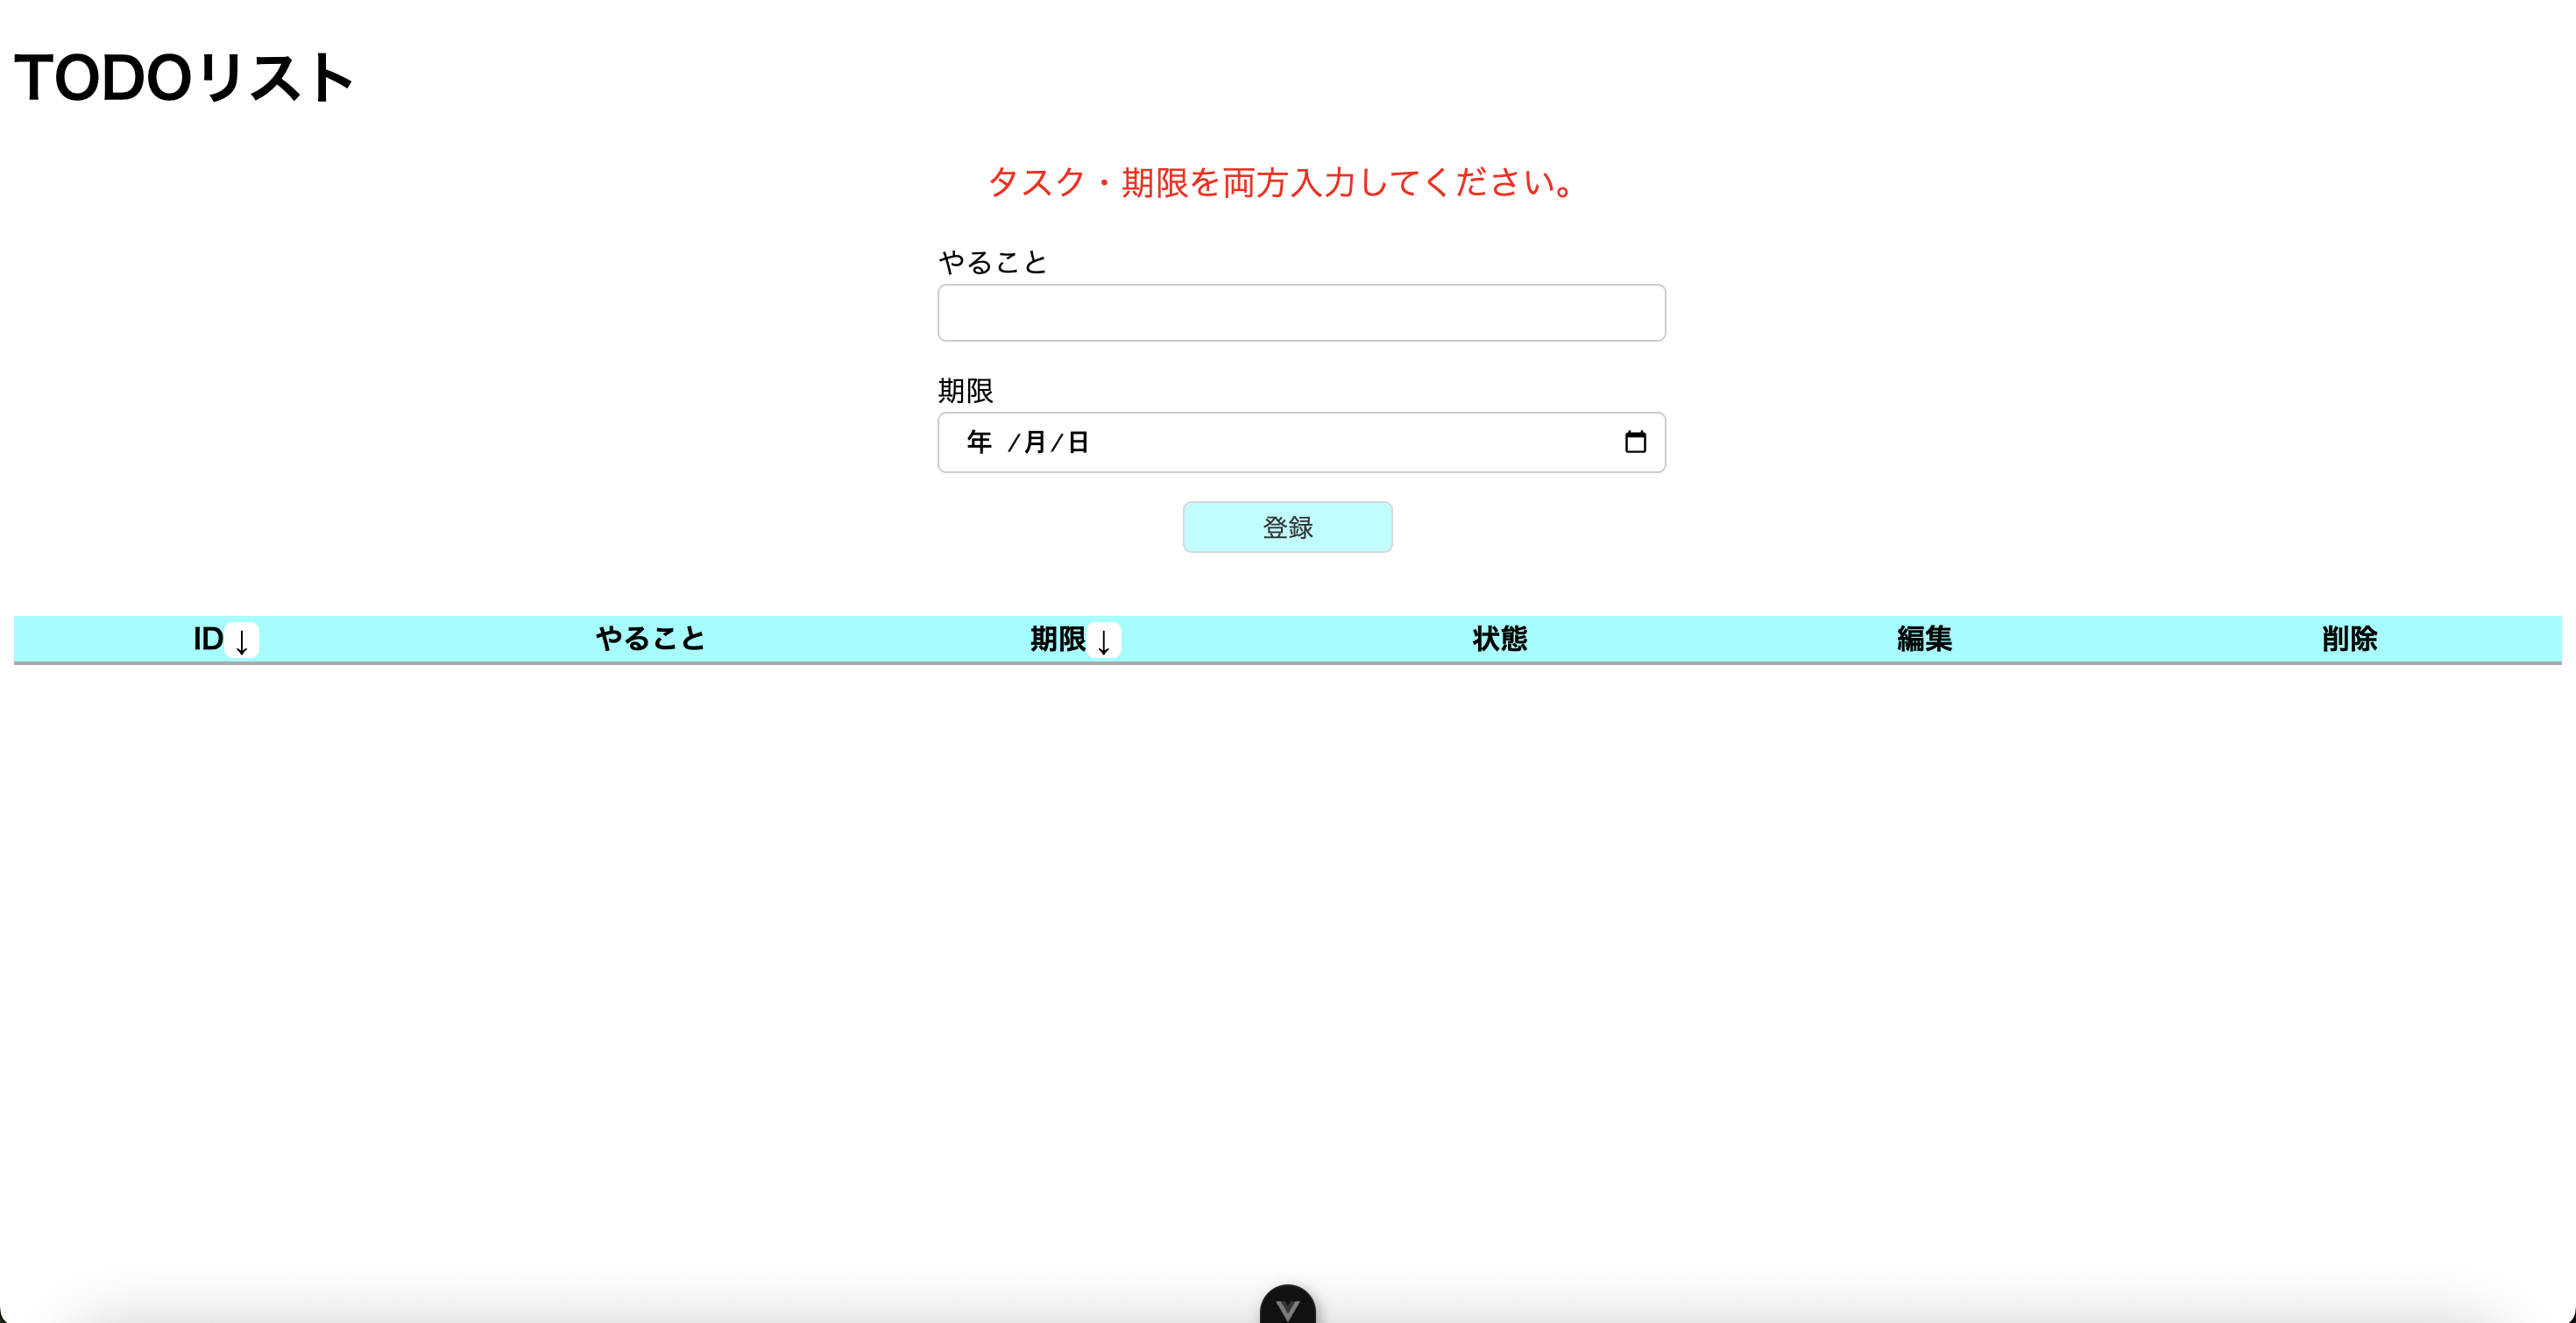 TODOリスト
タスク・期限を両方入力してください。
やること
期限
年 /月/日
登録
ID↓ やること 期限↓ 状態 編集 削除